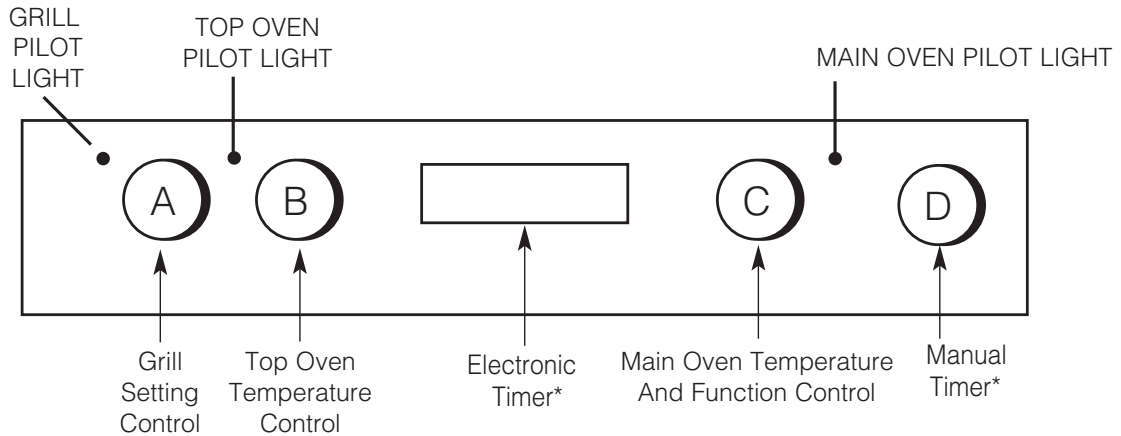 GRILL
PILOT
LIGHT
TOP OVEN
PILOT LIGHT
MAIN OVEN PILOT LIGHT
A
B
C
D
Grill
Setting
Control
Top Oven
Temperature
Control
Electronic
Timer*
Main Oven Temperature
And Function Control
Manual
Timer*